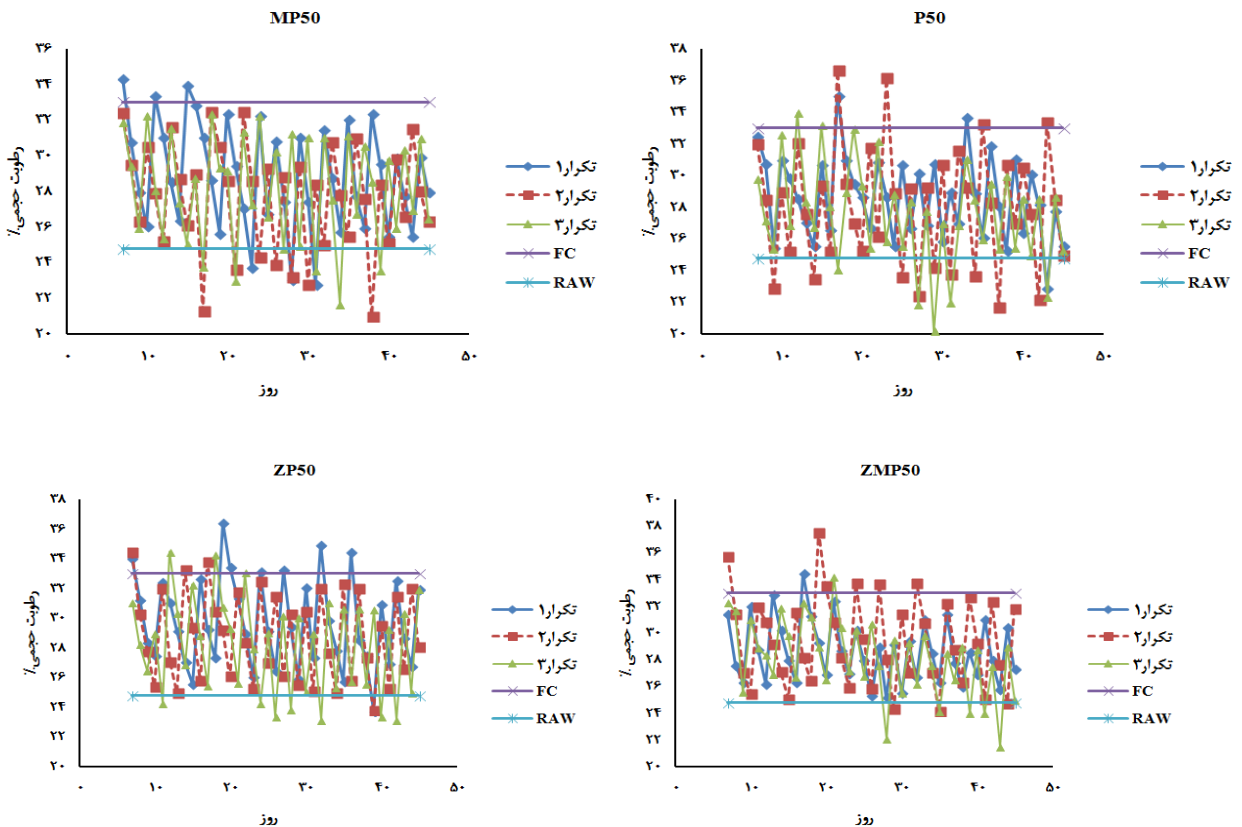 MP50
رطوبت حجمی٪
۳۶
۳۴
۳۲
۳۰
۲۸
۲۶
۲۴
۲۲
۲۰
۰ ۱۰ ۲۰ ۳۰ ۴۰ ۵۰
روز
تکرار۱
تکرار۲
تکرار۳
FC
RAW
P50
رطوبت حجمی٪
۳۸
۳۶
۳۴
۳۲
۳۰
۲۸
۲۶
۲۴
۲۲
۲۰
۰ ۱۰ ۲۰ ۳۰ ۴۰ ۵۰
روز
تکرار۱
تکرار۲
تکرار۳
FC
RAW
ZP50
رطوبت حجمی٪
۳۸
۳۶
۳۴
۳۲
۳۰
۲۸
۲۶
۲۴
۲۲
۲۰
۰ ۱۰ ۲۰ ۳۰ ۴۰ ۵۰
روز
تکرار۱
تکرار۲
تکرار۳
FC
RAW
ZMP50
رطوبت حجمی٪
۴۰
۳۸
۳۶
۳۴
۳۲
۳۰
۲۸
۲۶
۲۴
۲۲
۲۰
۰ ۱۰ ۲۰ ۳۰ ۴۰ ۵۰
روز
تکرار۱
تکرار۲
تکرار۳
FC
RAW